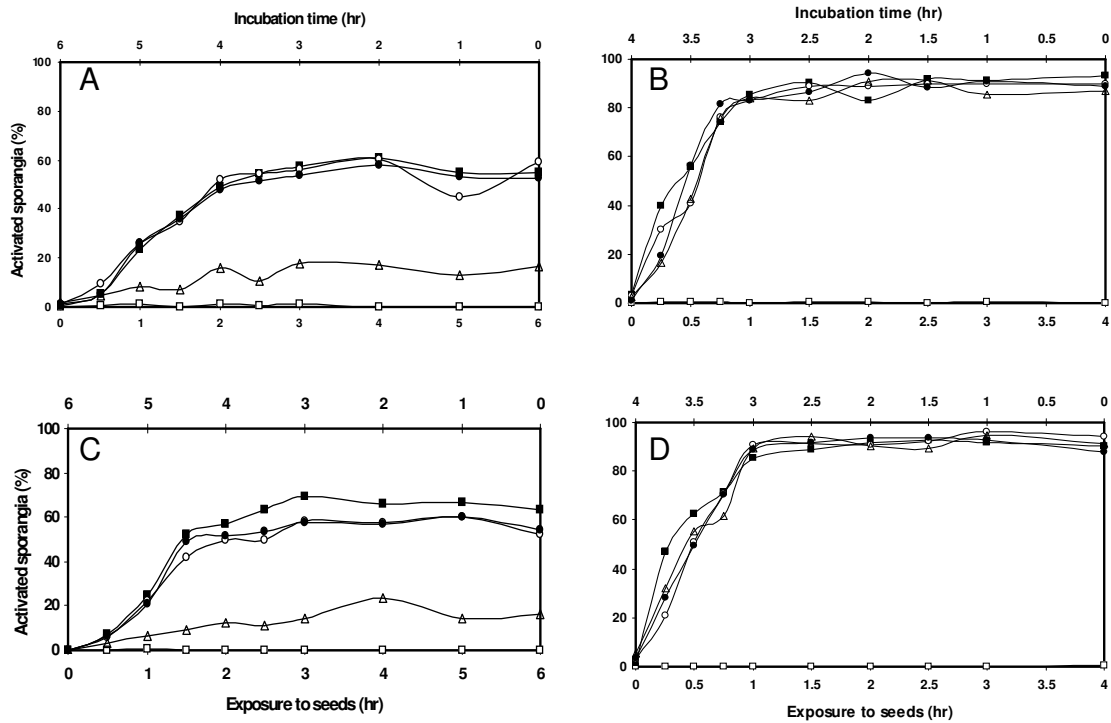 Incubation time (hr)
6 5 4 3 2 1 0
A
100
80
60
40
20
0
Activated sporangia (%)
0 1 2 3 4 5 6
Incubation time (hr)
4 3.5 3 2.5 2 1.5 1 0.5 0
B
100
80
60
40
20
0
0 0.5 1 1.5 2 2.5 3 3.5 4
6 5 4 3 2 1 0
C
100
80
60
40
20
0
Activated sporangia (%)
0 1 2 3 4 5 6
Exposure to seeds (hr)
4 3.5 3 2.5 2 1.5 1 0.5 0
D
100
80
60
40
20
0
0 0.5 1 1.5 2 2.5 3 3.5 4
Exposure to seeds (hr)